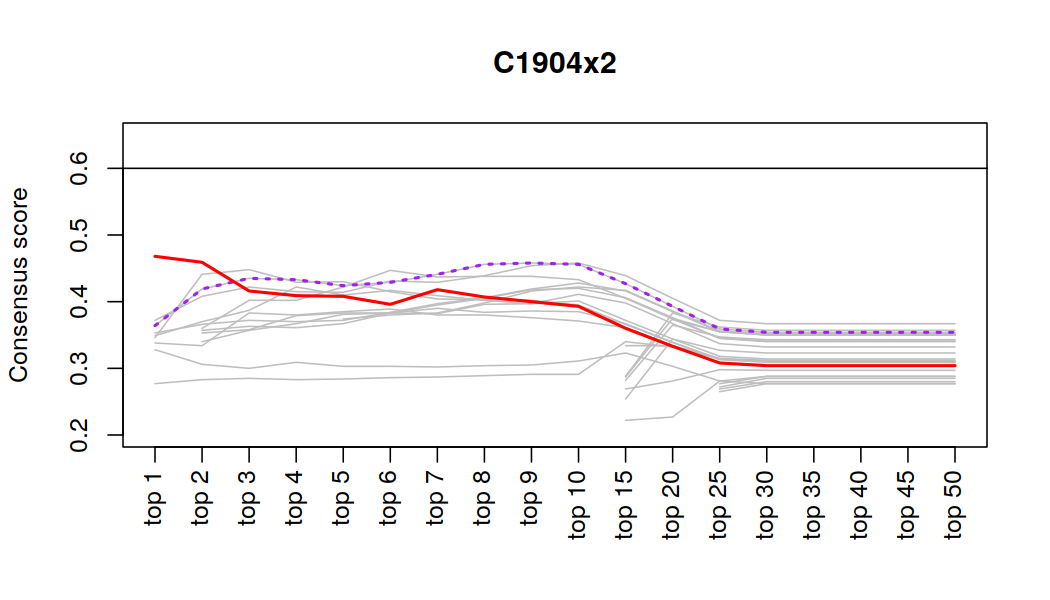 C1904x2
Consensus score
0.6
0.5
0.4
0.3
0.2
top 1
top 2
top 3
top 4
top 5
top 6
top 7
top 8
top 9
top 10
top 15
top 20
top 25
top 30
top 35
top 40
top 45
top 50